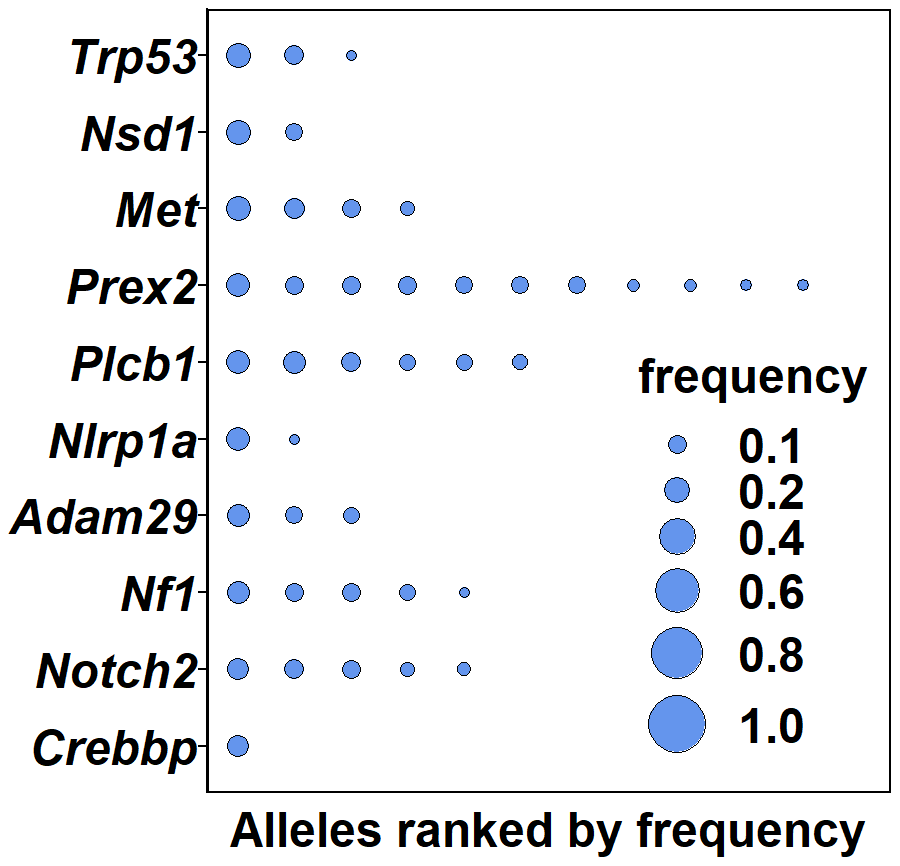 Trp53
Nsd1
Met
Prex2
Plcb1
Nlrp1a
Adam29
Nf1
Notch2
Crebbp
frequency
0.1
0.2
0.4
0.6
0.8
1.0
Alleles ranked by frequency